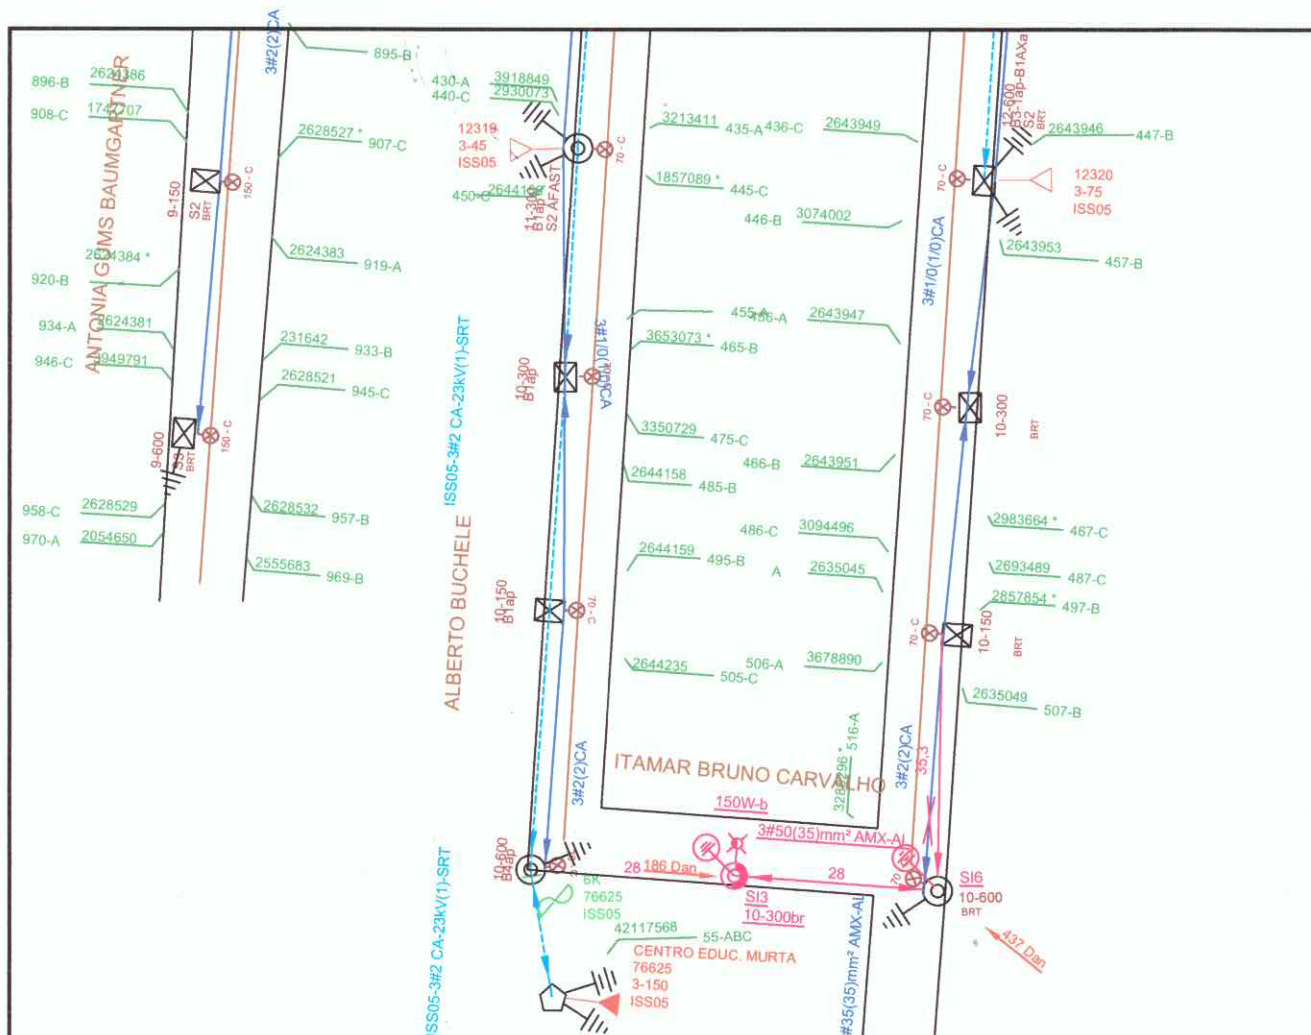 3#2(2)CA
895-B
896-B 2624386
908-C 1747707
ANTONIA GUMS BAUMGARTNER
2628527 * 907-C
9-150
S2
BRT
150 - C
2624384 *
920-B
2624383 919-A
934-A 2624381
946-C 3949791
231642 933-B
2628521 945-C
9-600
S3
BRT
150 - C
958-C 2628529
970-A 2054650
2628532 957-B
2555683 969-B
430-A 3918849
440-C 2930073
12319
3-45
ISS05
70 - C
450-C
11-300
B1ap
S2 AFAST
3213411 435-A
1857089 * 445-C
455-A
3653073 * 465-B
3#1/0(1/0)CA
10-300
B1ap
ISS05-3#2 CA-23kV(1)-SRT
3350729 475-C
2644158 485-B
2644159 495-B
ALBERTO BUCHELE
10-150
B1ap
70 - C
2644235 505-C
3#2(2)CA
436-C 2643949
446-B 3074002
456-A 2643947
466-B 2643951
486-C 3094496
A 2635045
506-A 3678890
516-A
12-600
B3-1ap-B1AXa
S2
BRT
2643946 447-B
70 - C
12320
3-75
ISS05
2643953 457-B
3#1/0(1/0)CA
70 - C
10-300
BRT
2983664 * 467-C
2693489 487-C
2857854 * 497-B
70 - C
10-150
BRT
2635049 507-B
3#2(2)CA
35,3
ITAMAR BRUNO CARVALHO
150W-b
3#50(35)mm² AMX-AL
10-600
28
186 Dan
28
SI3
10-300br
70
SI6
10-600
BRT
437 Dan
6K
76625
ISS05
ISS05-3#2 CA-23kV(1)-SRT
42117568 55-ABC
CENTRO EDUC. MURTA
76625
3-150
ISS05
#35(35)mm² AMX-AL